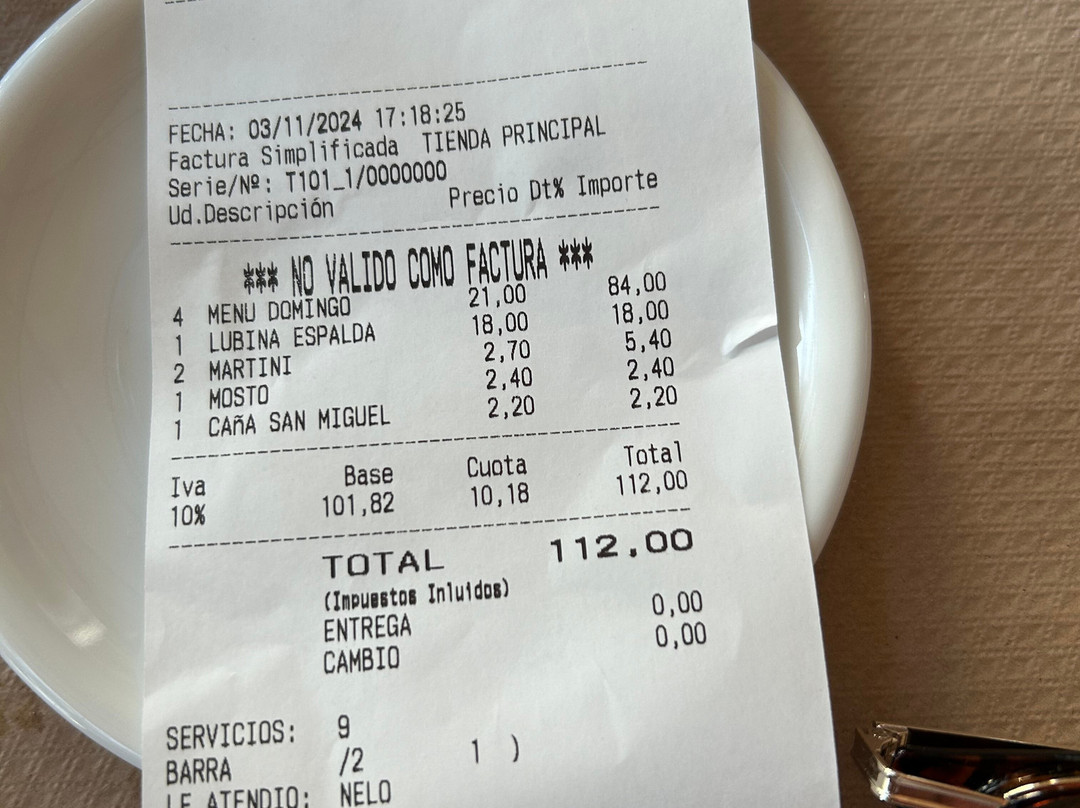 FECHA: 03/11/2024 17:18:25
Factura Simplificada TIENDA PRINCIPAL
Serie/Nº: T101_1/0000000
Ud.Descripción Precio Dt% Importe
*** NO VALIDO COMO FACTURA ***
4 MENU DOMINGO 21,00 84,00
1 LUBINA ESPALDA 18,00 18,00
2 MARTINI 2,70 5,40
1 MOSTO 2,40 2,40
1 CAñA SAN MIGUEL 2,20 2,20
Iva Base Cuota Total
10% 101,82 10,18 112,00
TOTAL 112,00
(Impuestos Inluidos)
ENTREGA 0,00
CAMBIO 0,00
SERVICIOS: 9
BARRA /2 1 )
LE ATENDIO: NELO